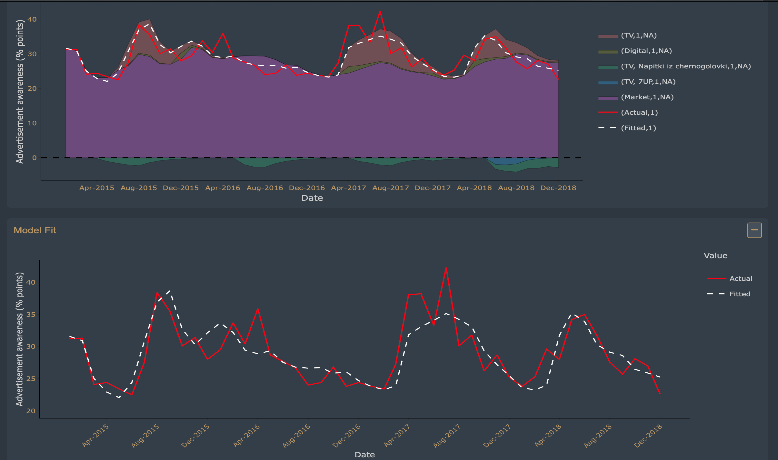 Advertisement awareness (% points)
40
30
20
10
0
Apr-2015 Aug-2015 Dec-2015 Apr-2016 Aug-2016 Dec-2016 Apr-2017 Aug-2017 Dec-2017 Apr-2018 Aug-2018 Dec-2018
Date
(TV,1,NA)
(Digital,1,NA)
(TV, Napitki iz chernogolovki,1,NA)
(TV, 7UP,1,NA)
(Market,1,NA)
(Actual,1)
(Fitted,1)
Model Fit
Advertisement awareness (% points)
40
35
30
25
20
Apr-2015 Aug-2015 Dec-2015 Apr-2016 Aug-2016 Dec-2016 Apr-2017 Aug-2017 Dec-2017 Apr-2018 Aug-2018 Dec-2018
Date
Value
Actual
Fitted